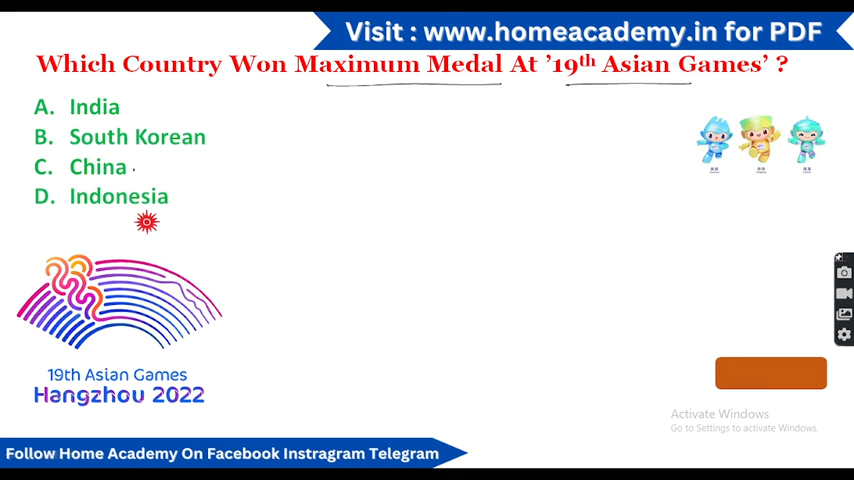 Visit : www.homeacademy.in for PDF
Which Country Won Maximum Medal At '19th Asian Games' ?
A. India
B. South Korean
C. China
D. Indonesia
19th Asian Games
Hangzhou 2022
Activate Windows
Go to Settings to activate Windows.
Follow Home Academy On Facebook Instragram Telegram